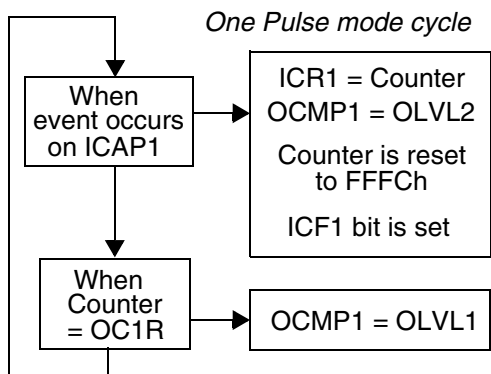 One Pulse mode cycle
When
event occurs
on ICAP1
ICR1 = Counter
OCMP1 = OLVL2
Counter is reset
to FFFCh
ICF1 bit is set
When
Counter
= OC1R
OCMP1 = OLVL1